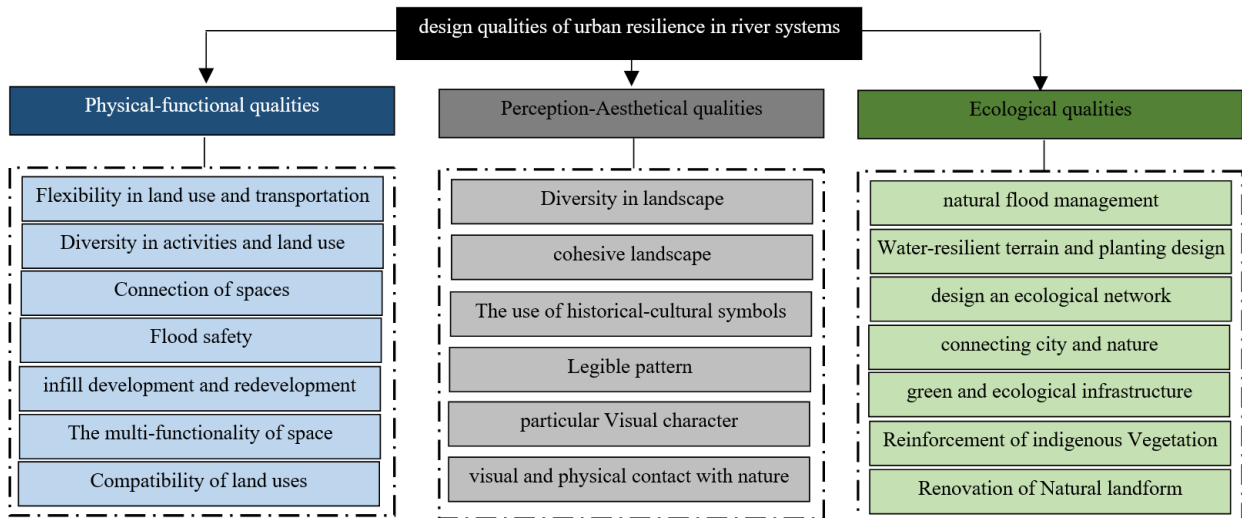 design qualities of urban resilience in river systems
Physical-functional qualities
Flexibility in land use and transportation
Diversity in activities and land use
Connection of spaces
Flood safety
infill development and redevelopment
The multi-functionality of space
Compatibility of land uses
Perception-Aesthetical qualities
Diversity in landscape
cohesive landscape
The use of historical-cultural symbols
Legible pattern
particular Visual character
visual and physical contact with nature
Ecological qualities
natural flood management
Water-resilient terrain and planting design
design an ecological network
connecting city and nature
green and ecological infrastructure
Reinforcement of indigenous Vegetation
Renovation of Natural landform